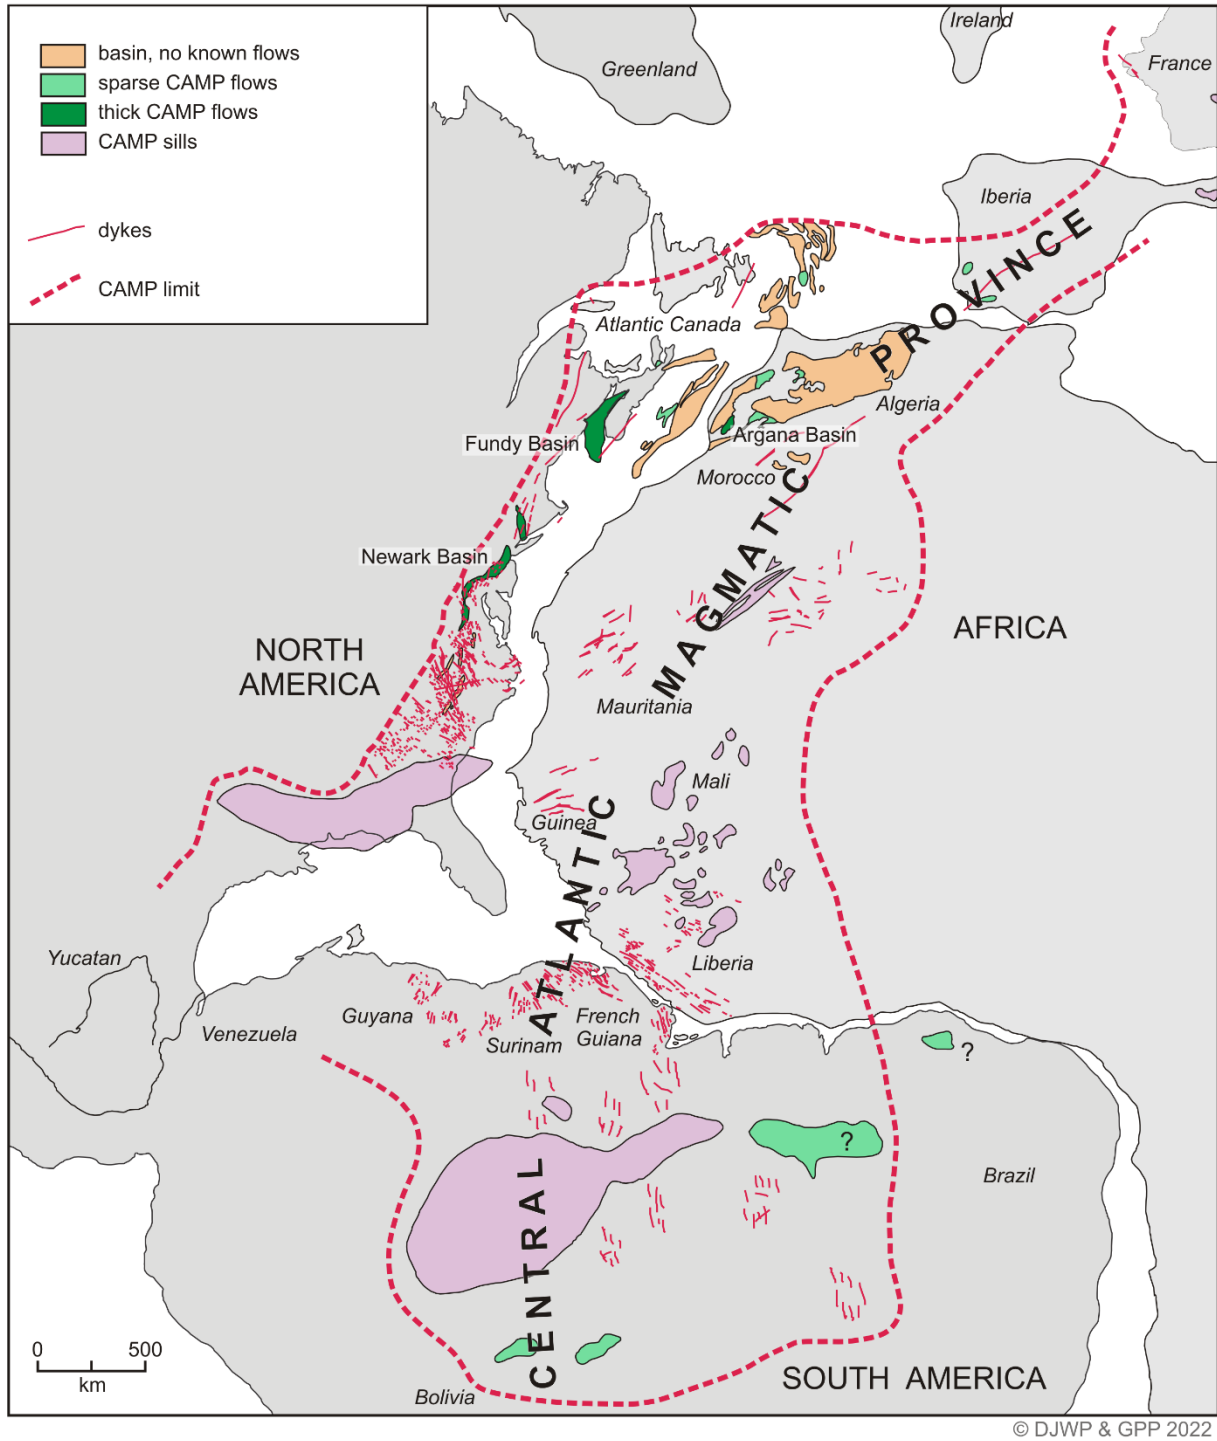 basin, no known flows
sparse CAMP flows
thick CAMP flows
CAMP sills
dykes
CAMP limit
Greenland
Ireland
France
Iberia
Atlantic Canada
Algeria
Fundy Basin
Argana Basin
Morocco
Newark Basin
NORTH
AMERICA
AFRICA
Mauritania
Mali
Guinea
Liberia
Yucatan
Venezuela
Guyana
Surinam
French
Guiana
?
?
Brazil
CENTRAL ATLANTIC MAGMATIC PROVINCE
0 500
km
Bolivia
SOUTH AMERICA
© DJWP & GPP 2022